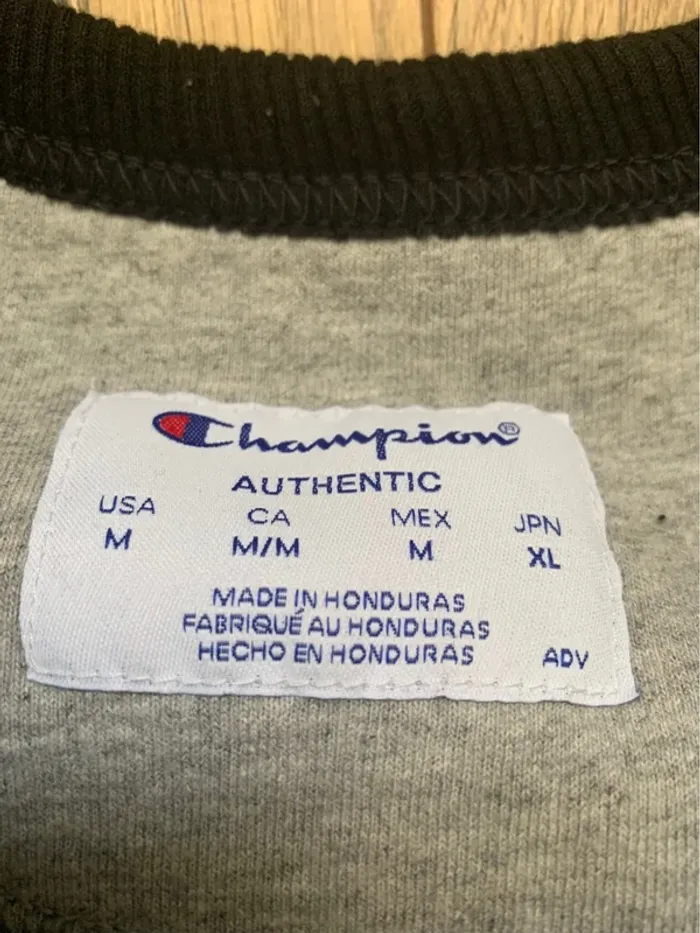 Champion®
AUTHENTIC
USA CA MEX JPN
M M/M M XL
MADE IN HONDURAS
FABRIQUÉ AU HONDURAS
HECHO EN HONDURAS ADV